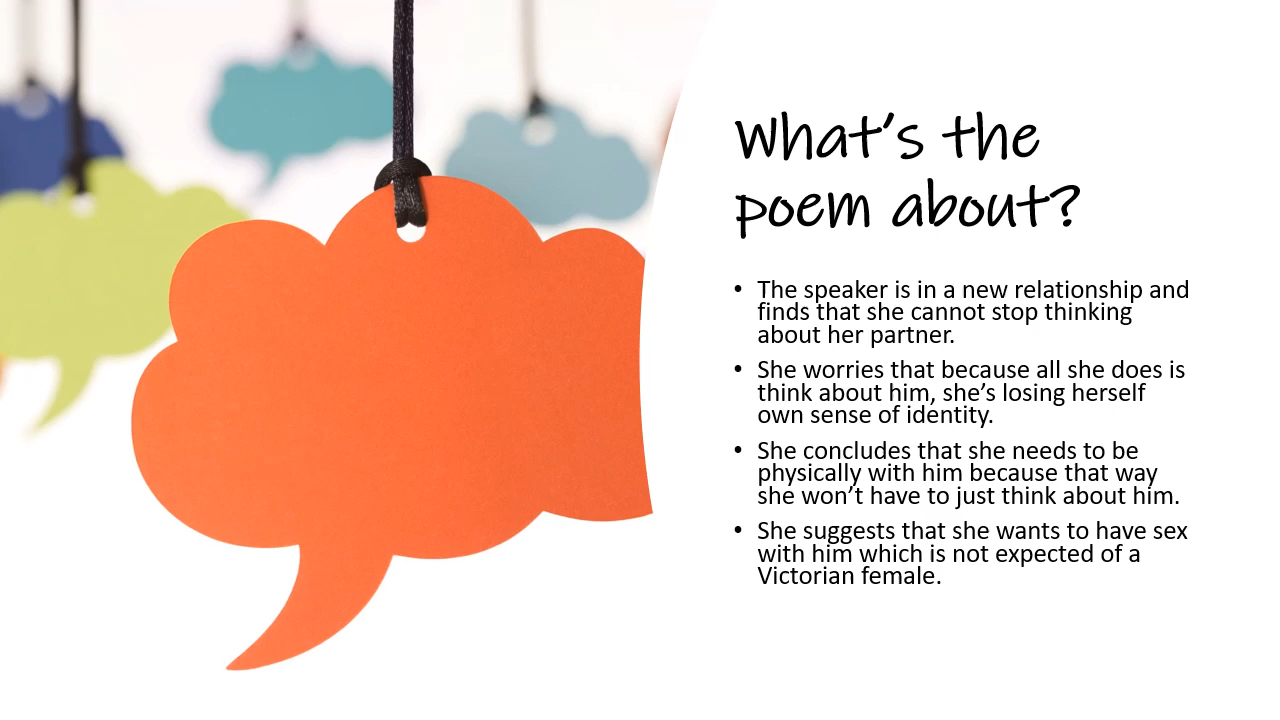 What's the
poem about?
• The speaker is in a new relationship and
finds that she cannot stop thinking
about her partner.
• She worries that because all she does is
think about him, she's losing herself
own sense of identity.
• She concludes that she needs to be
physically with him because that way
she won't have to just think about him.
• She suggests that she wants to have sex
with him which is not expected of a
Victorian female.